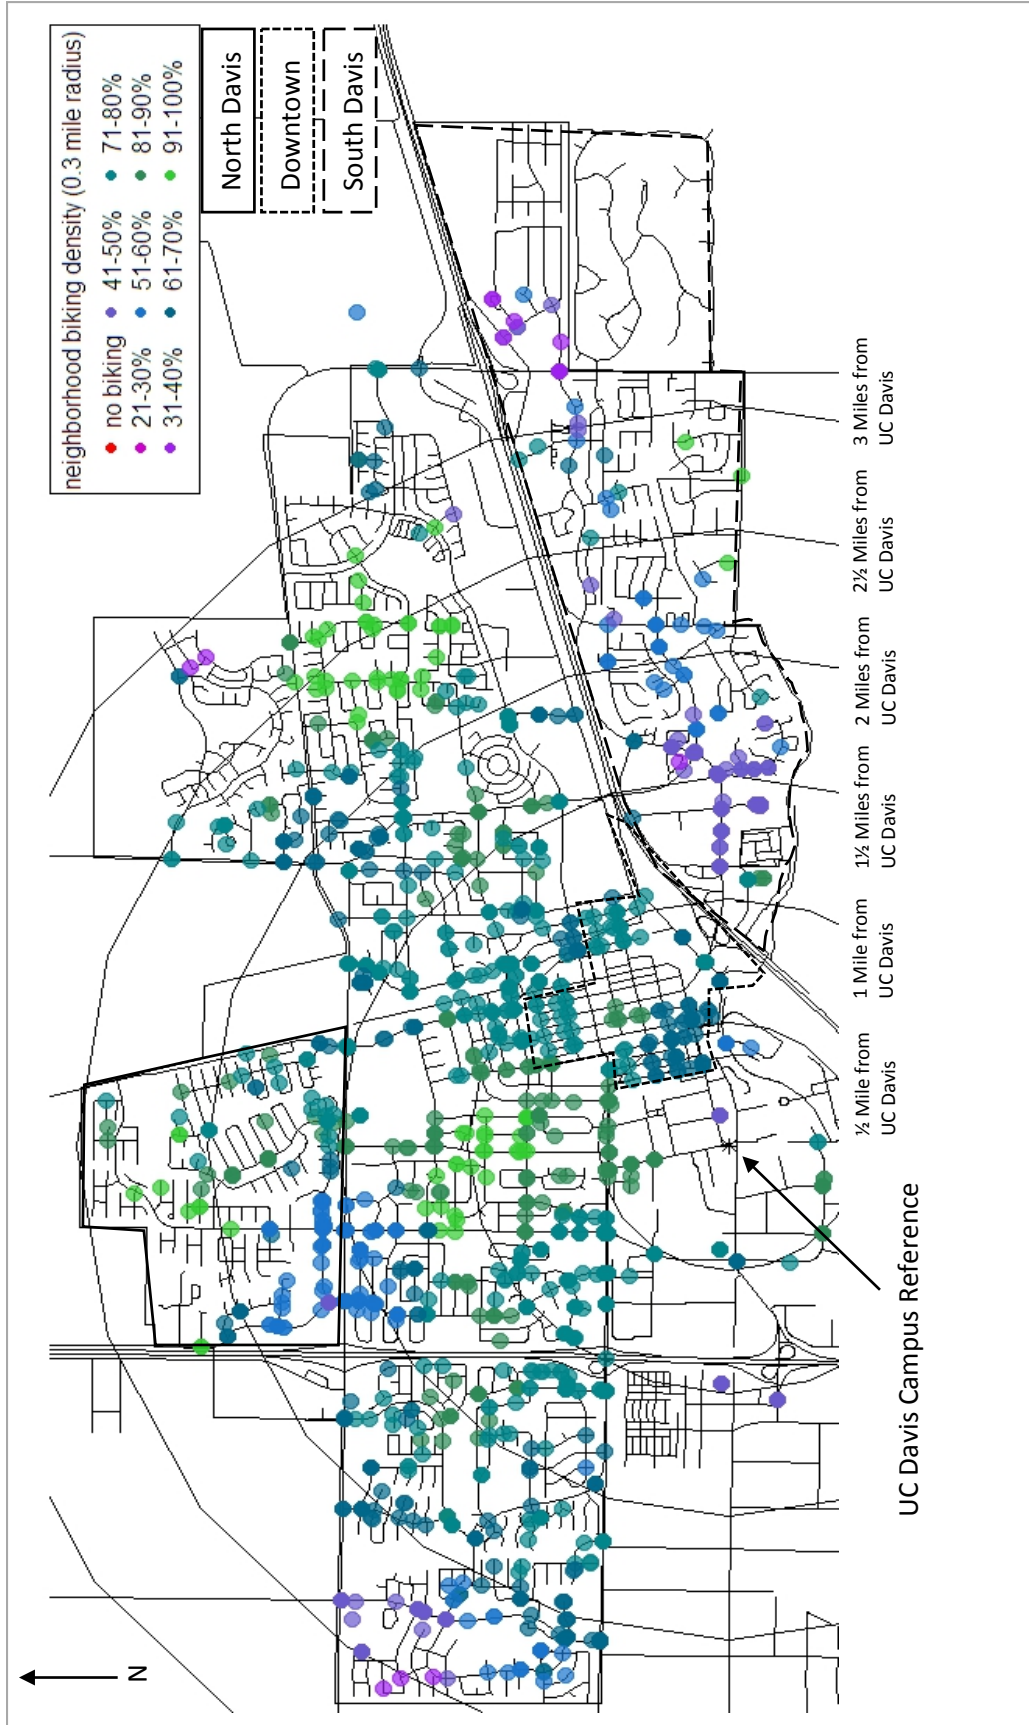 neighborhood biking density (0.3 mile radius)
no biking 41-50% 71-80%
21-30% 51-60% 81-90%
31-40% 61-70% 91-100%
North Davis
Downtown
South Davis
½ Mile from
UC Davis
1 Mile from
UC Davis
1½ Miles from
UC Davis
2 Miles from
UC Davis
2½ Miles from
UC Davis
3 Miles from
UC Davis
UC Davis Campus Reference
N